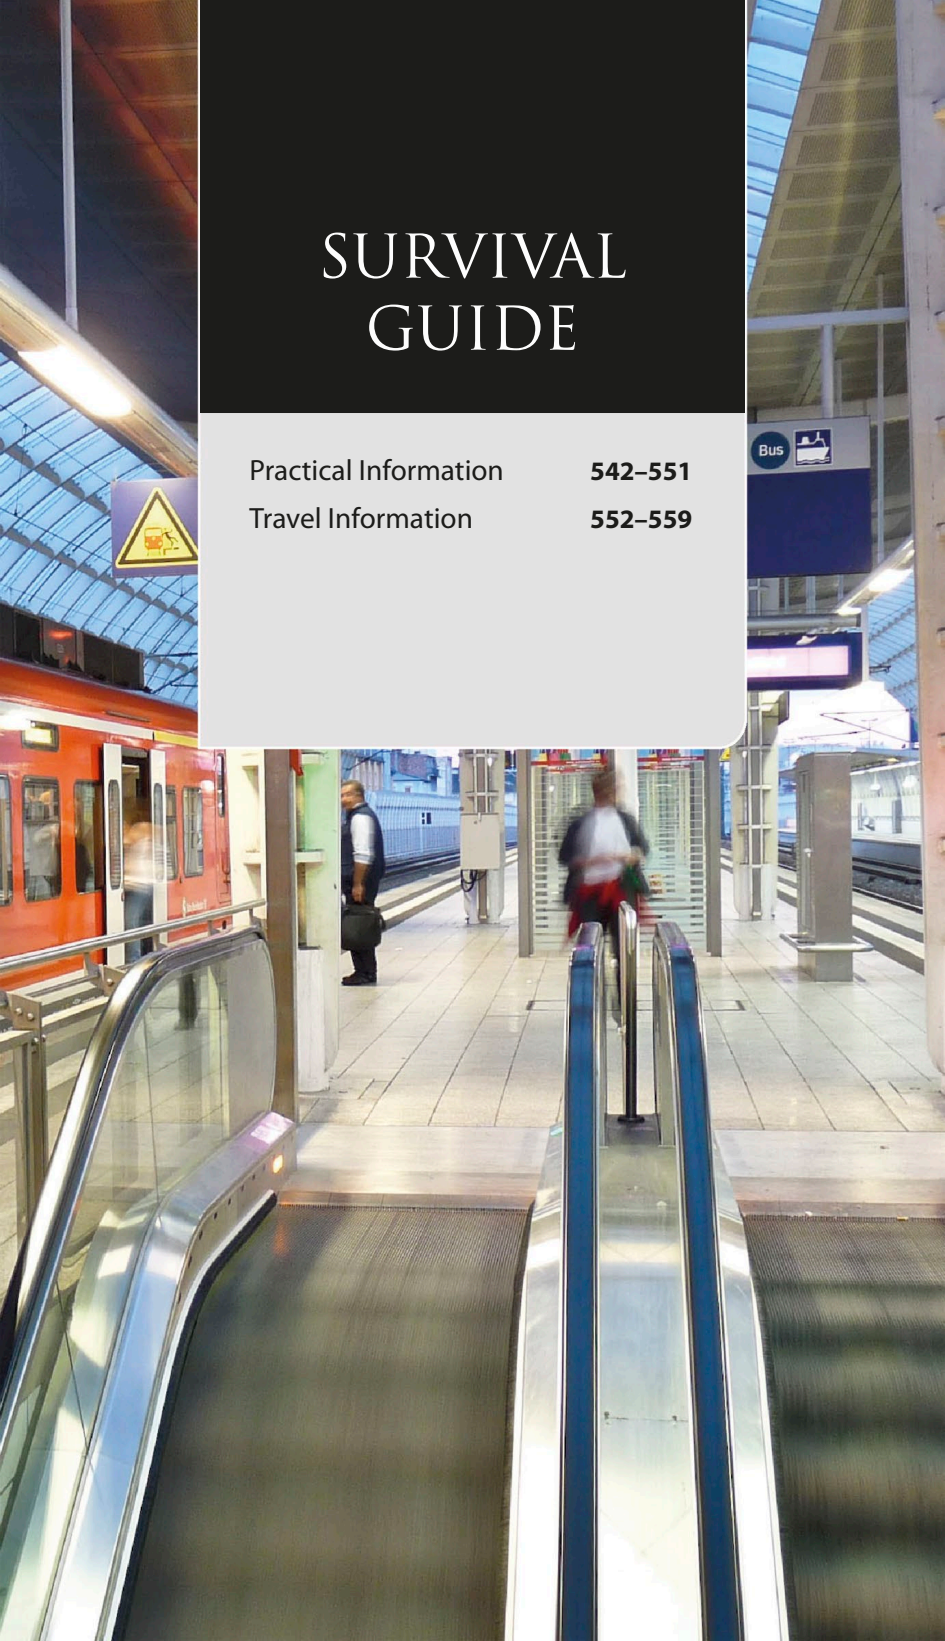 SURVIVAL
GUIDE
Practical Information 542–551
Travel Information 552–559
Bus